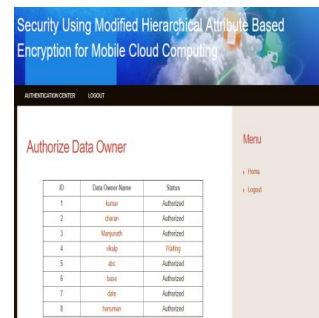 Security Using Modified Hierarchical Attribute Based
Encryption for Mobile Cloud Computing
AUTHENTICATION CENTER LOGOUT
Authorize Data Owner
ID Data Owner Name Status
1 kumar Authorized
2 charan Authorized
3 Manjunath Authorized
4 vikalp Waiting
5 abc Authorized
6 basa Authorized
7 data Authorized
8 hanuman Authorized
Menu
Home
Logout